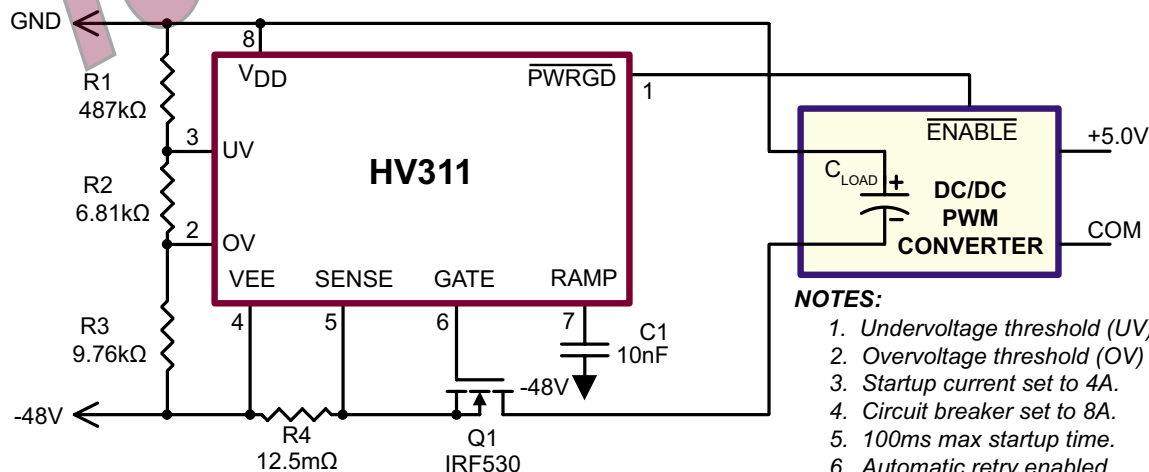 GND
8
VDD
PWRGD
1
R1
487kΩ
3
UV
HV311
ENABLE
+5.0V
R2
6.81kΩ
CLOAD
+
DC/DC
PWM
CONVERTER
2
OV
−
COM
VEE
SENSE
GATE
RAMP
NOTES:
4
5
6
7
R3
9.76kΩ
C1
10nF
-48V
-48V
R4
12.5mΩ
Q1
IRF530
1. Undervoltage threshold (UV)
2. Overvoltage threshold (OV)
3. Startup current set to 4A.
4. Circuit breaker set to 8A.
5. 100ms max startup time.
6. Automatic retry enabled